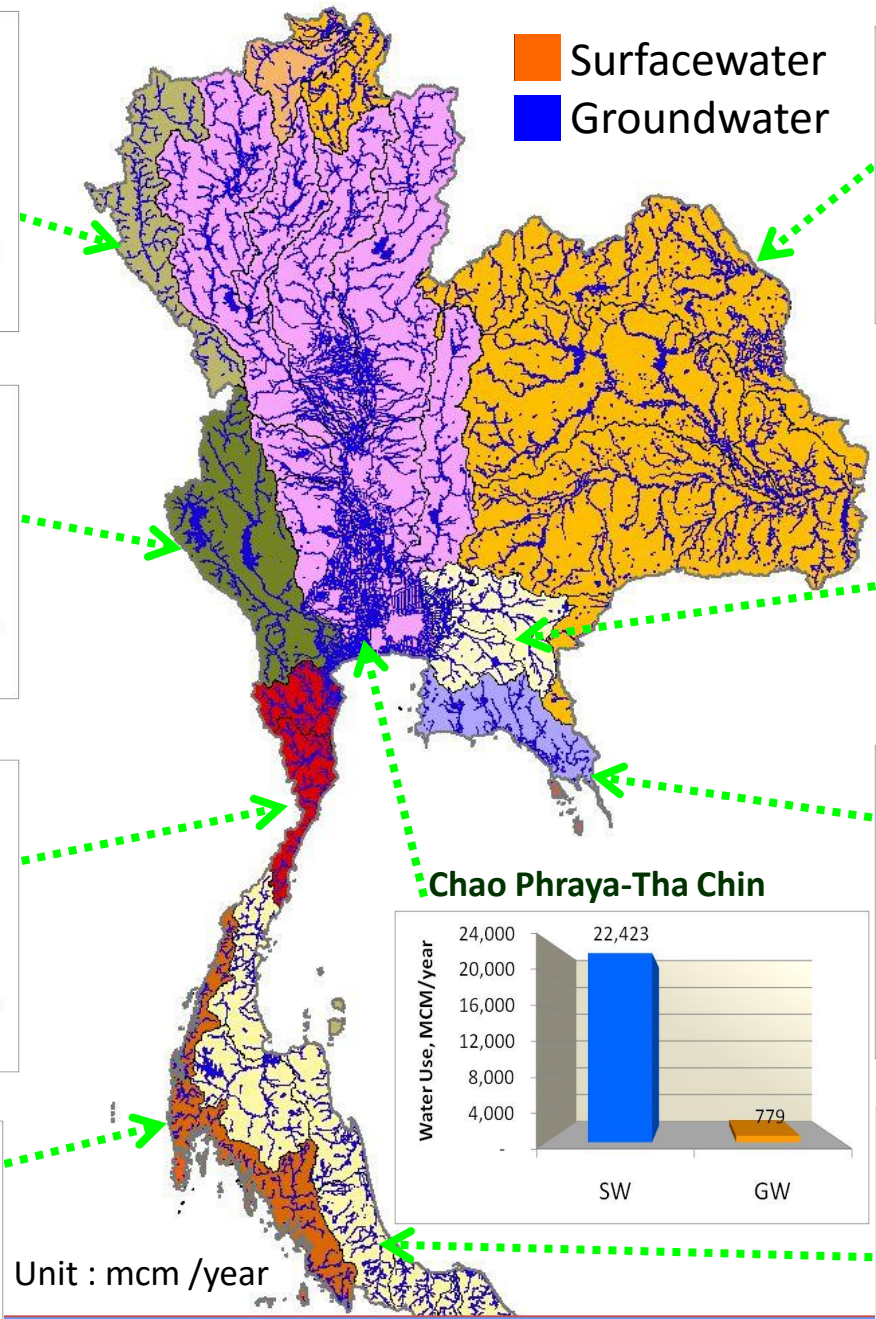 Surfacewater
Groundwater
Chao Phraya-Tha Chin
Water Use, MCM/year
24,000
20,000
16,000
12,000
8,000
4,000
-
22,423
779
SW
GW
Unit : mcm /year